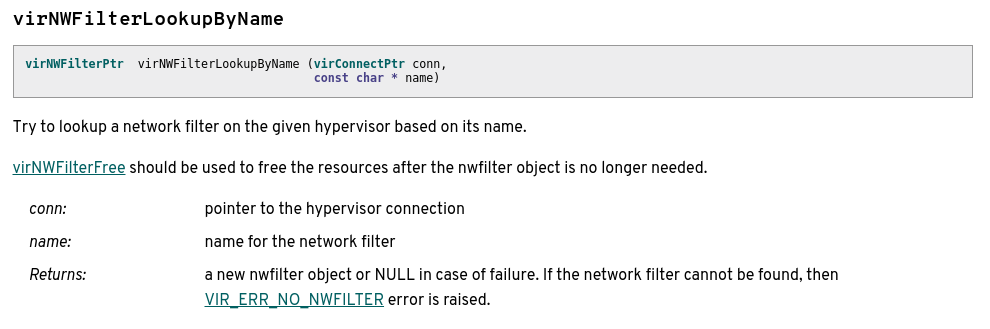 virNWFilterLookupByName
virNWFilterPtr  virNWFilterLookupByName (virConnectPtr conn,
const char * name)
Try to lookup a network filter on the given hypervisor based on its name.
virNWFilterFree should be used to free the resources after the nwfilter object is no longer needed.
conn: pointer to the hypervisor connection
name: name for the network filter
Returns: a new nwfilter object or NULL in case of failure. If the network filter cannot be found, then
VIR_ERR_NO_NWFILTER error is raised.